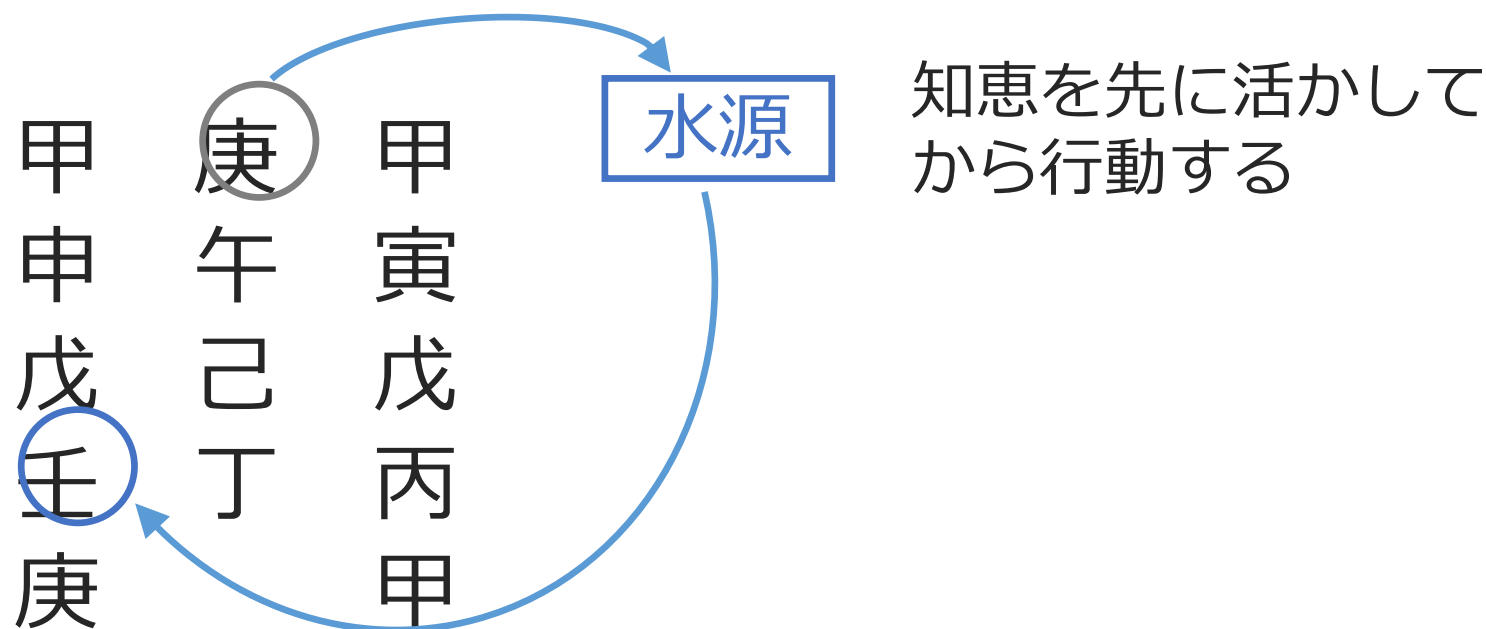 甲 庚 甲
申 午 寅
戊 己 戊
壬 丁 丙
庚 甲
水源
知恵を先に活かして
から行動する